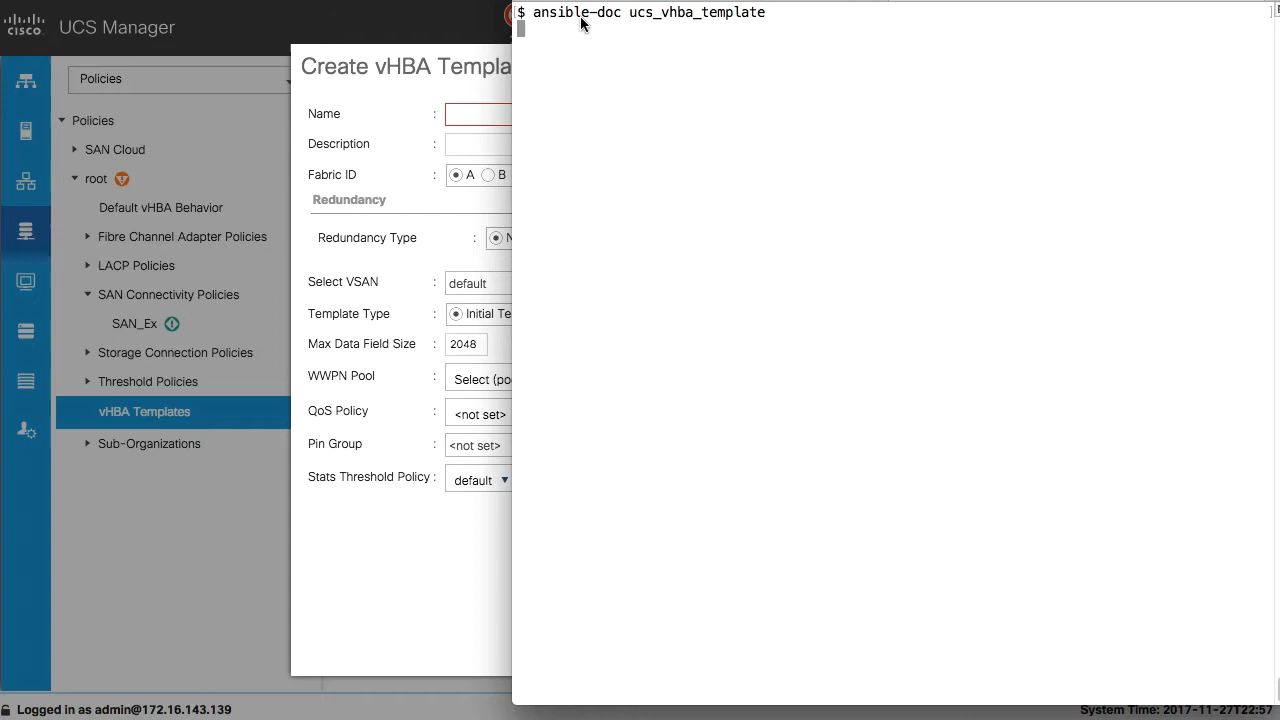 cisco UCS Manager
Policies
Policies
SAN Cloud
root
Default vHBA Behavior
Fibre Channel Adapter Policies
LACP Policies
SAN Connectivity Policies
SAN_Ex
Storage Connection Policies
Threshold Policies
vHBA Templates
Sub-Organizations
Create vHBA Templa
Name :
Description :
Fabric ID : A B
Redundancy
Redundancy Type : N
Select VSAN : default
Template Type : Initial Te
Max Data Field Size : 2048
WWPN Pool : Select (poo
QoS Policy : <not set>
Pin Group : <not set>
Stats Threshold Policy : default
$ ansible-doc ucs_vhba_template
Logged in as admin@172.16.143.139
System Time: 2017-11-27T22:57